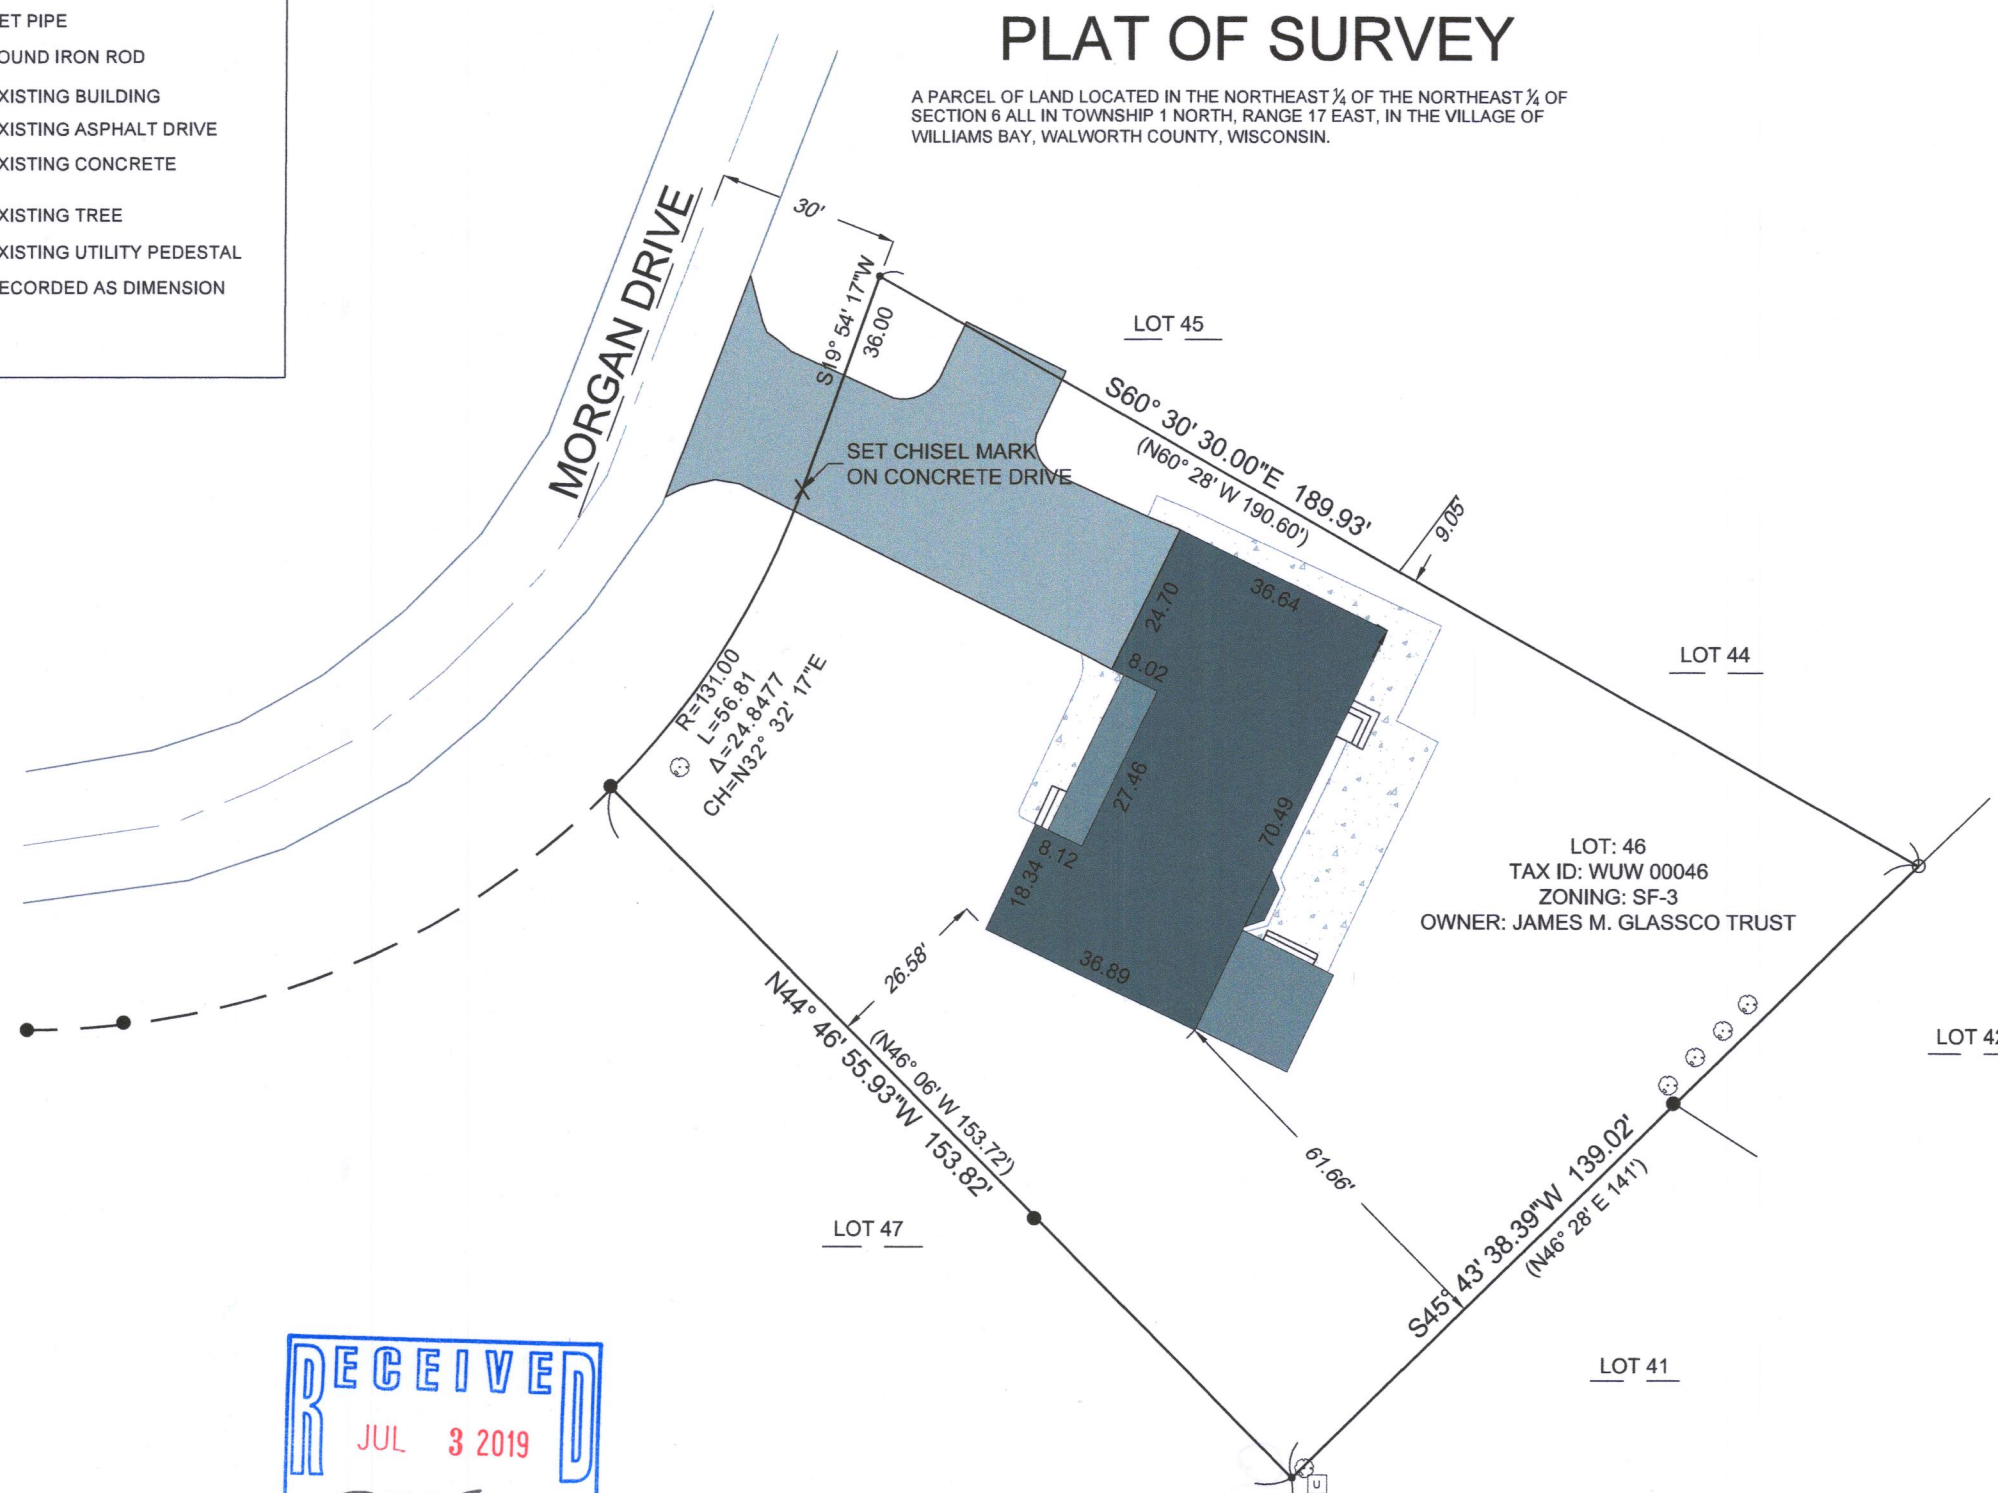 ET PIPE
OUND IRON ROD
XISTING BUILDING
XISTING ASPHALT DRIVE
XISTING CONCRETE
XISTING TREE
XISTING UTILITY PEDESTAL
ECORDED AS DIMENSION
PLAT OF SURVEY
A PARCEL OF LAND LOCATED IN THE NORTHEAST ¼ OF THE NORTHEAST ¼ OF
SECTION 6 ALL IN TOWNSHIP 1 NORTH, RANGE 17 EAST, IN THE VILLAGE OF
WILLIAMS BAY, WALWORTH COUNTY, WISCONSIN.
MORGAN DRIVE
30'
S19° 54' 17"W
36.00
LOT 45
SET CHISEL MARK
ON CONCRETE DRIVE
S60° 30' 30.00"E 189.93'
(N60° 28' W 190.60')
9.05'
LOT 44
36.64
24.70
8.02
27.46
70.49
8.12
18.34
36.89
R=131.00
L=56.81
Δ=24.8477
CH=N32° 32' 17"E
LOT: 46
TAX ID: WUW 00046
ZONING: SF-3
OWNER: JAMES M. GLASSCO TRUST
26.58'
N44° 46' 55.93"W 153.82'
(N46° 06' W 153.72')
61.66'
LOT 42
S45° 43' 38.39"W 139.02'
(N46° 28' E 141')
LOT 47
LOT 41
U
RECEIVED
JUL 3 2019